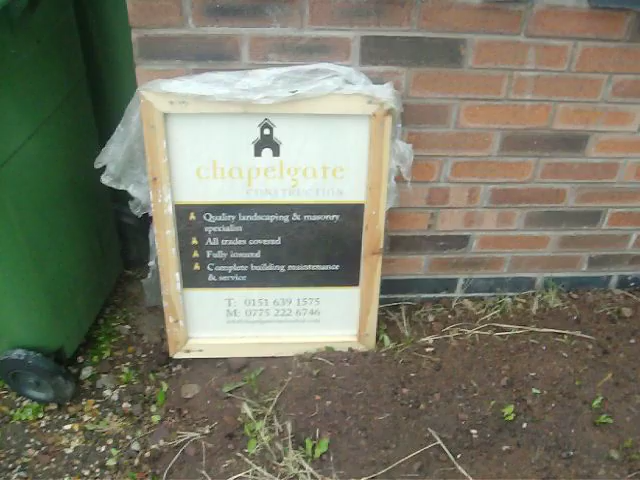 chapelgate
CONSTRUCTION
Quality landscaping & masonry
specialist
All trades covered
Fully insured
Complete building maintenance
& service
T: 0151 639 1575
M: 0775 222 6746